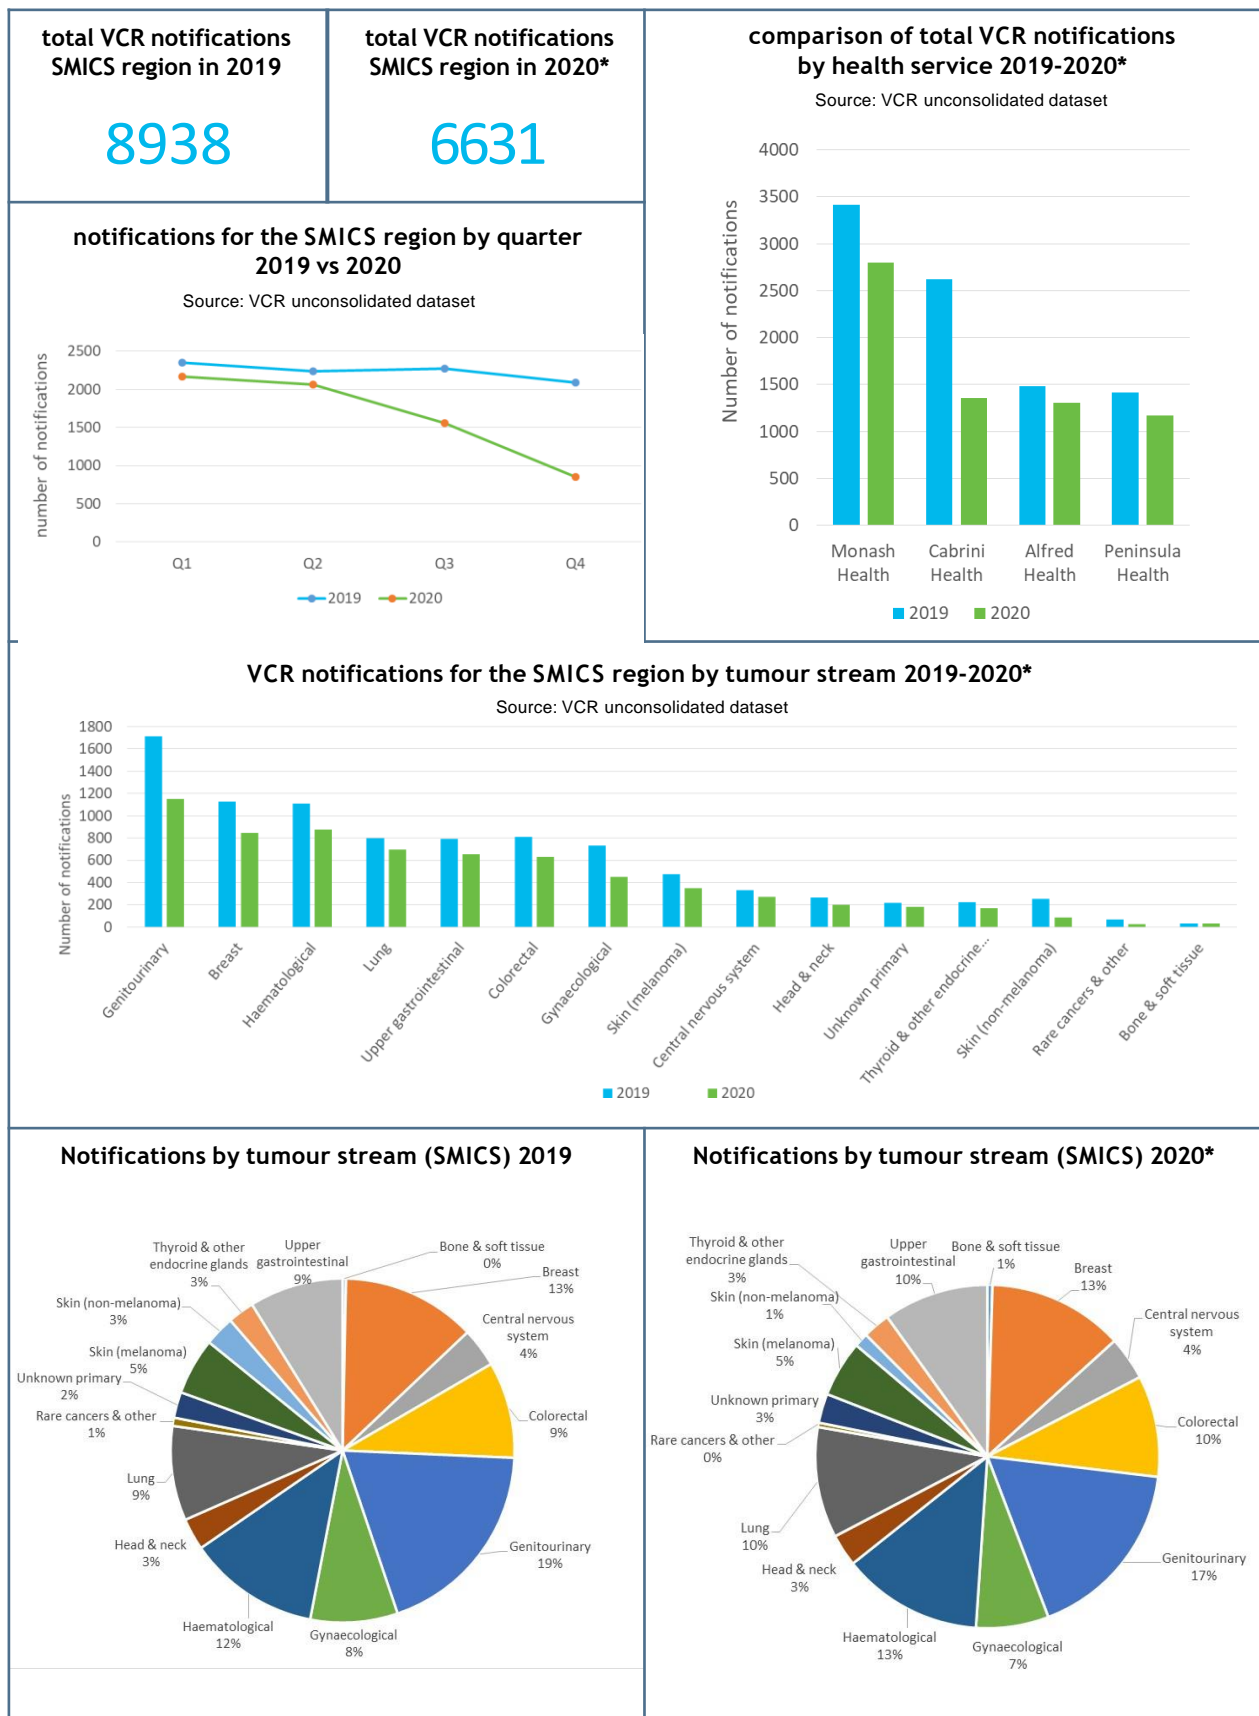 total VCR notifications
SMICS region in 2019
8938
total VCR notifications
SMICS region in 2020*
6631
comparison of total VCR notifications
by health service 2019-2020*
Source: VCR unconsolidated dataset
Number of notifications
4000
3500
3000
2500
2000
1500
1000
500
0
Monash
Health
Cabrini
Health
Alfred
Health
Peninsula
Health
2019
2020
notifications for the SMICS region by quarter
2019 vs 2020
Source: VCR unconsolidated dataset
number of notifications
2500
2000
1500
1000
500
0
Q1
Q2
Q3
Q4
2019
2020
VCR notifications for the SMICS region by tumour stream 2019-2020*
Source: VCR unconsolidated dataset
Number of notifications
1800
1600
1400
1200
1000
800
600
400
200
0
Genitourinary
Breast
Haematological
Lung
Upper gastrointestinal
Colorectal
Gynaecological
Skin (melanoma)
Central nervous system
Head & neck
Unknown primary
Thyroid & other endocrine...
Skin (non-melanoma)
Rare cancers & other
Bone & soft tissue
2019
2020
Notifications by tumour stream (SMICS) 2019
Bone & soft tissue
0%
Breast
13%
Central nervous
system
4%
Colorectal
9%
Genitourinary
19%
Gynaecological
8%
Haematological
12%
Head & neck
3%
Lung
9%
Rare cancers & other
1%
Unknown primary
2%
Skin (melanoma)
5%
Skin (non-melanoma)
3%
Thyroid & other
endocrine glands
3%
Upper
gastrointestinal
9%
Notifications by tumour stream (SMICS) 2020*
Bone & soft tissue
1%
Breast
13%
Central nervous
system
4%
Colorectal
10%
Genitourinary
17%
Gynaecological
7%
Haematological
13%
Head & neck
3%
Lung
10%
Rare cancers & other
0%
Unknown primary
3%
Skin (melanoma)
5%
Skin (non-melanoma)
1%
Thyroid & other
endocrine glands
3%
Upper
gastrointestinal
10%